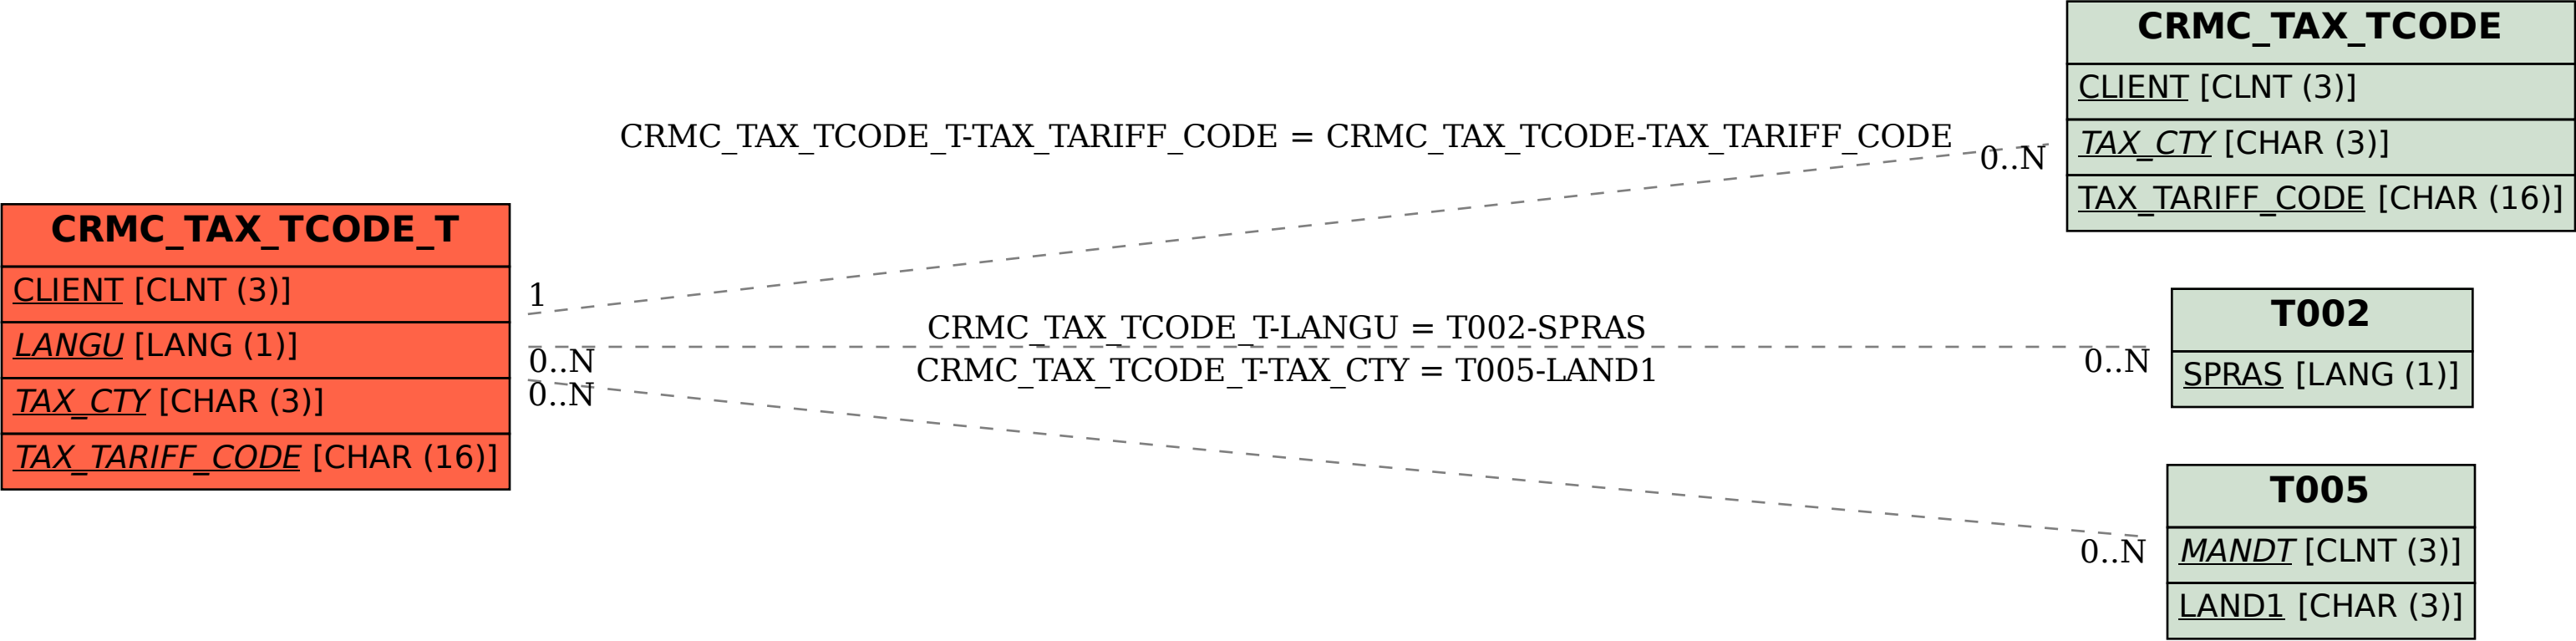 CRMC_TAX_TCODE_T
CLIENT [CLNT (3)]
LANGU [LANG (1)]
TAX_CTY [CHAR (3)]
TAX_TARIFF_CODE [CHAR (16)]
CRMC_TAX_TCODE_T-TAX_TARIFF_CODE = CRMC_TAX_TCODE-TAX_TARIFF_CODE
1
0..N
CRMC_TAX_TCODE_T-LANGU = T002-SPRAS
0..N
0..N
CRMC_TAX_TCODE_T-TAX_CTY = T005-LAND1
0..N
0..N
CRMC_TAX_TCODE
CLIENT [CLNT (3)]
TAX_CTY [CHAR (3)]
TAX_TARIFF_CODE [CHAR (16)]
T002
SPRAS [LANG (1)]
T005
MANDT [CLNT (3)]
LAND1 [CHAR (3)]